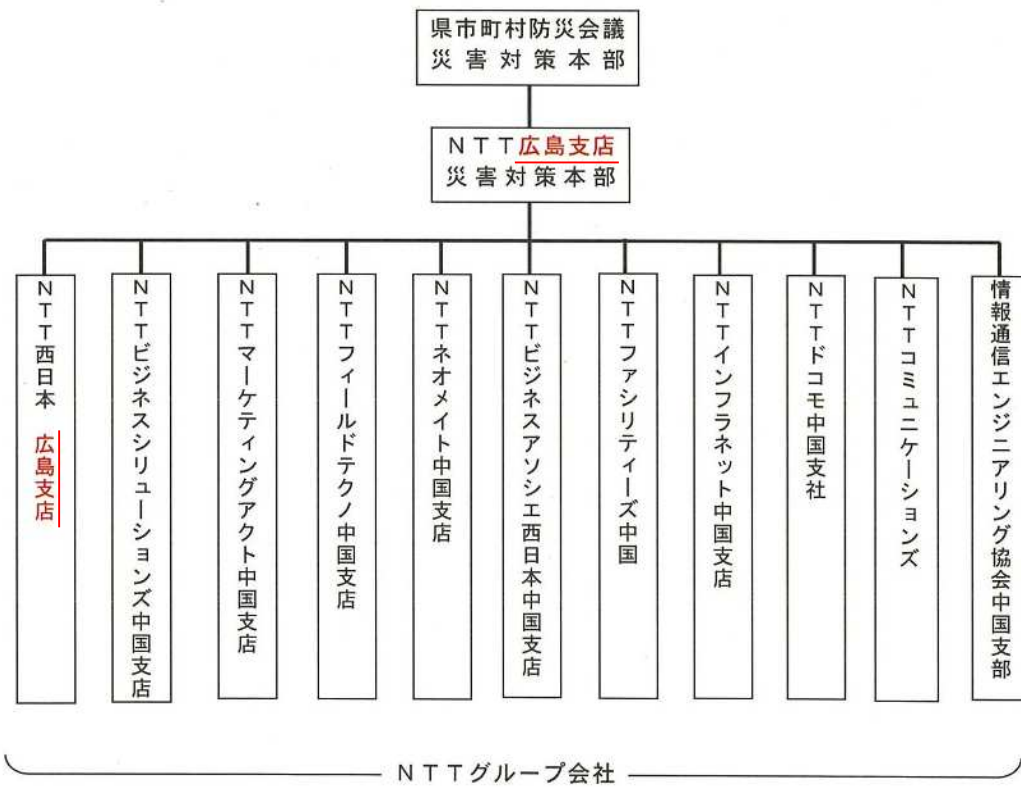 県市町村防災会議
災害対策本部
NTT広島支店
災害対策本部
NTT西日本 広島支店
NTTビジネスシリューションズ中国支店
NTTマーケティングアクト中国支店
NTTフィールドテクノ中国支店
NTTネオメイト中国支店
NTTビジネスアソシエ西日本中国支店
NTTファシリティーズ中国
NTTインフラネット中国支店
NTTドコモ中国支社
NTTコミュニケーションズ
情報通信エンジニアリング協会中国支部
NTTグループ会社